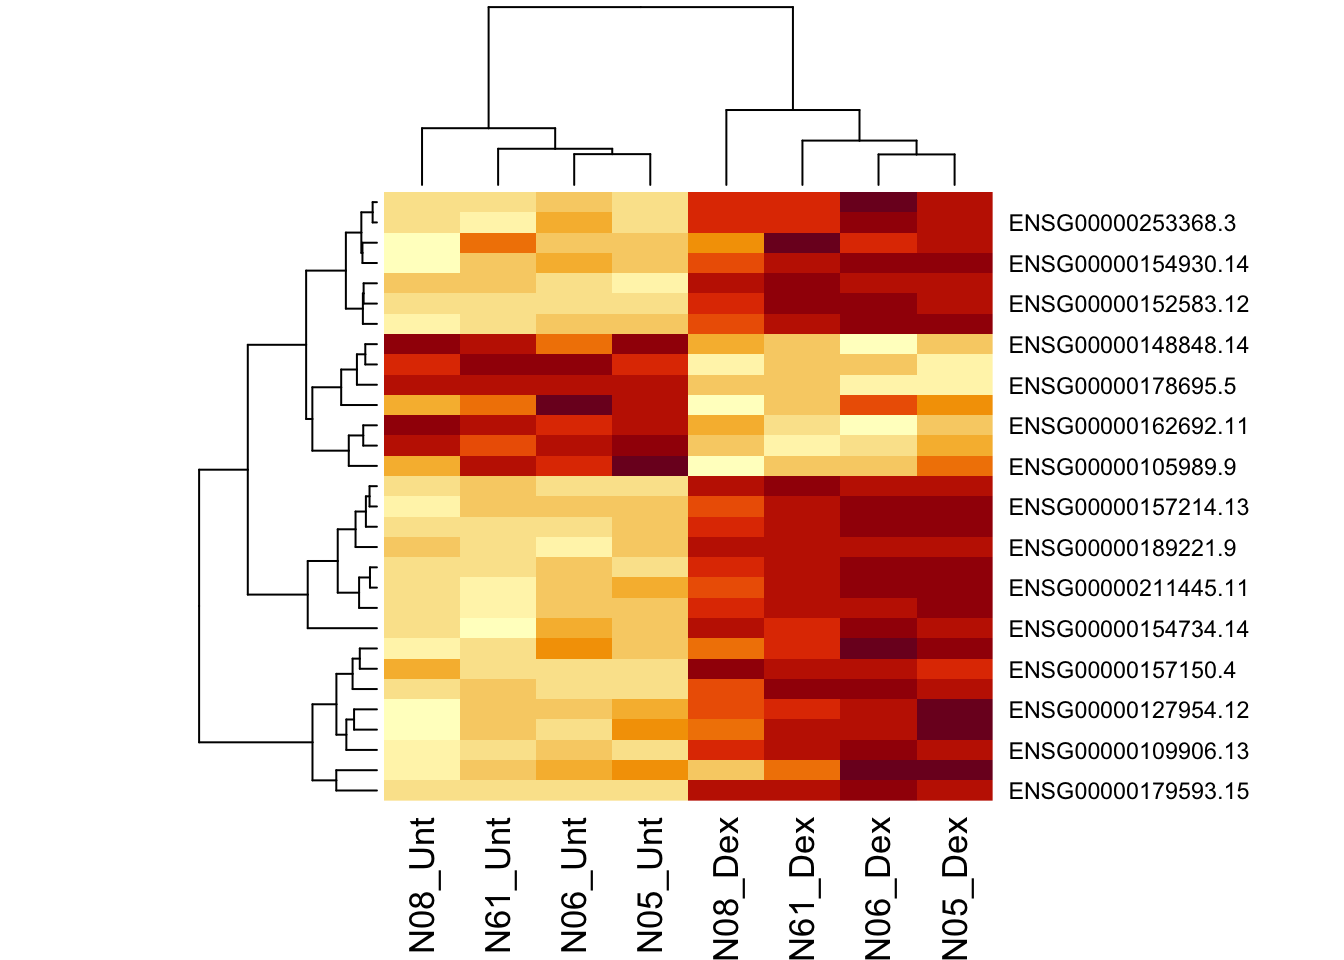 ENSG00000253368.3
ENSG00000154930.14
ENSG00000152583.12
ENSG00000148848.14
ENSG00000178695.5
ENSG00000162692.11
ENSG00000105989.9
ENSG00000157214.13
ENSG00000189221.9
ENSG00000211445.11
ENSG00000154734.14
ENSG00000157150.4
ENSG00000127954.12
ENSG00000109906.13
ENSG00000179593.15
N08_Unt
N61_Unt
N06_Unt
N05_Unt
N08_Dex
N61_Dex
N06_Dex
N05_Dex